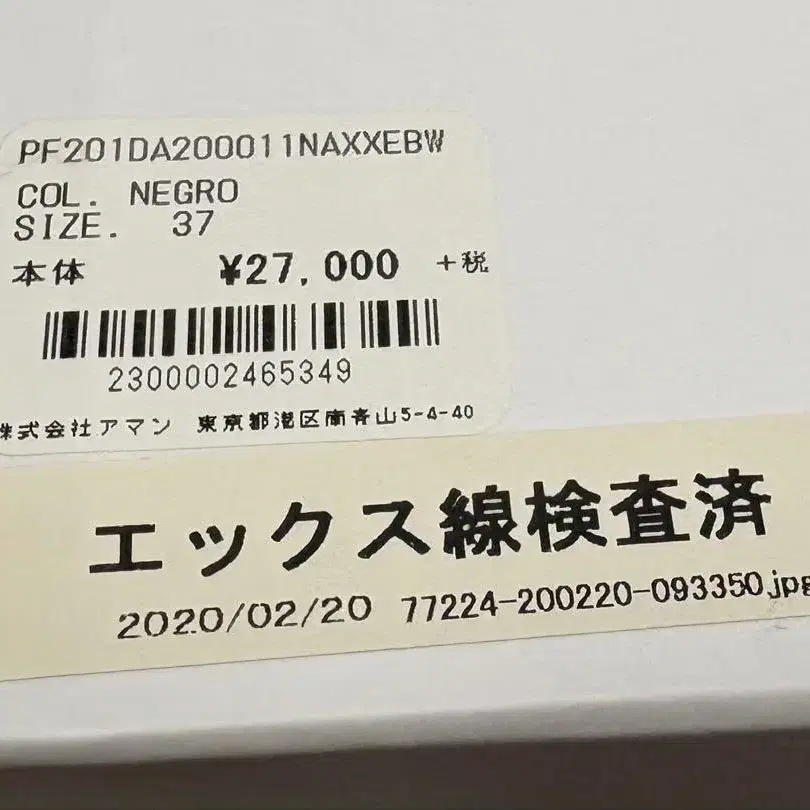 PF201DA200011NAXXEBW
COL. NEGRO
SIZE. 37
本体 ¥27,000 +税
2300002465349
株式会社アマン 東京都港区南青山5-4-40
エックス線検査済
2020/02/20 77224-200220-093350.jpg